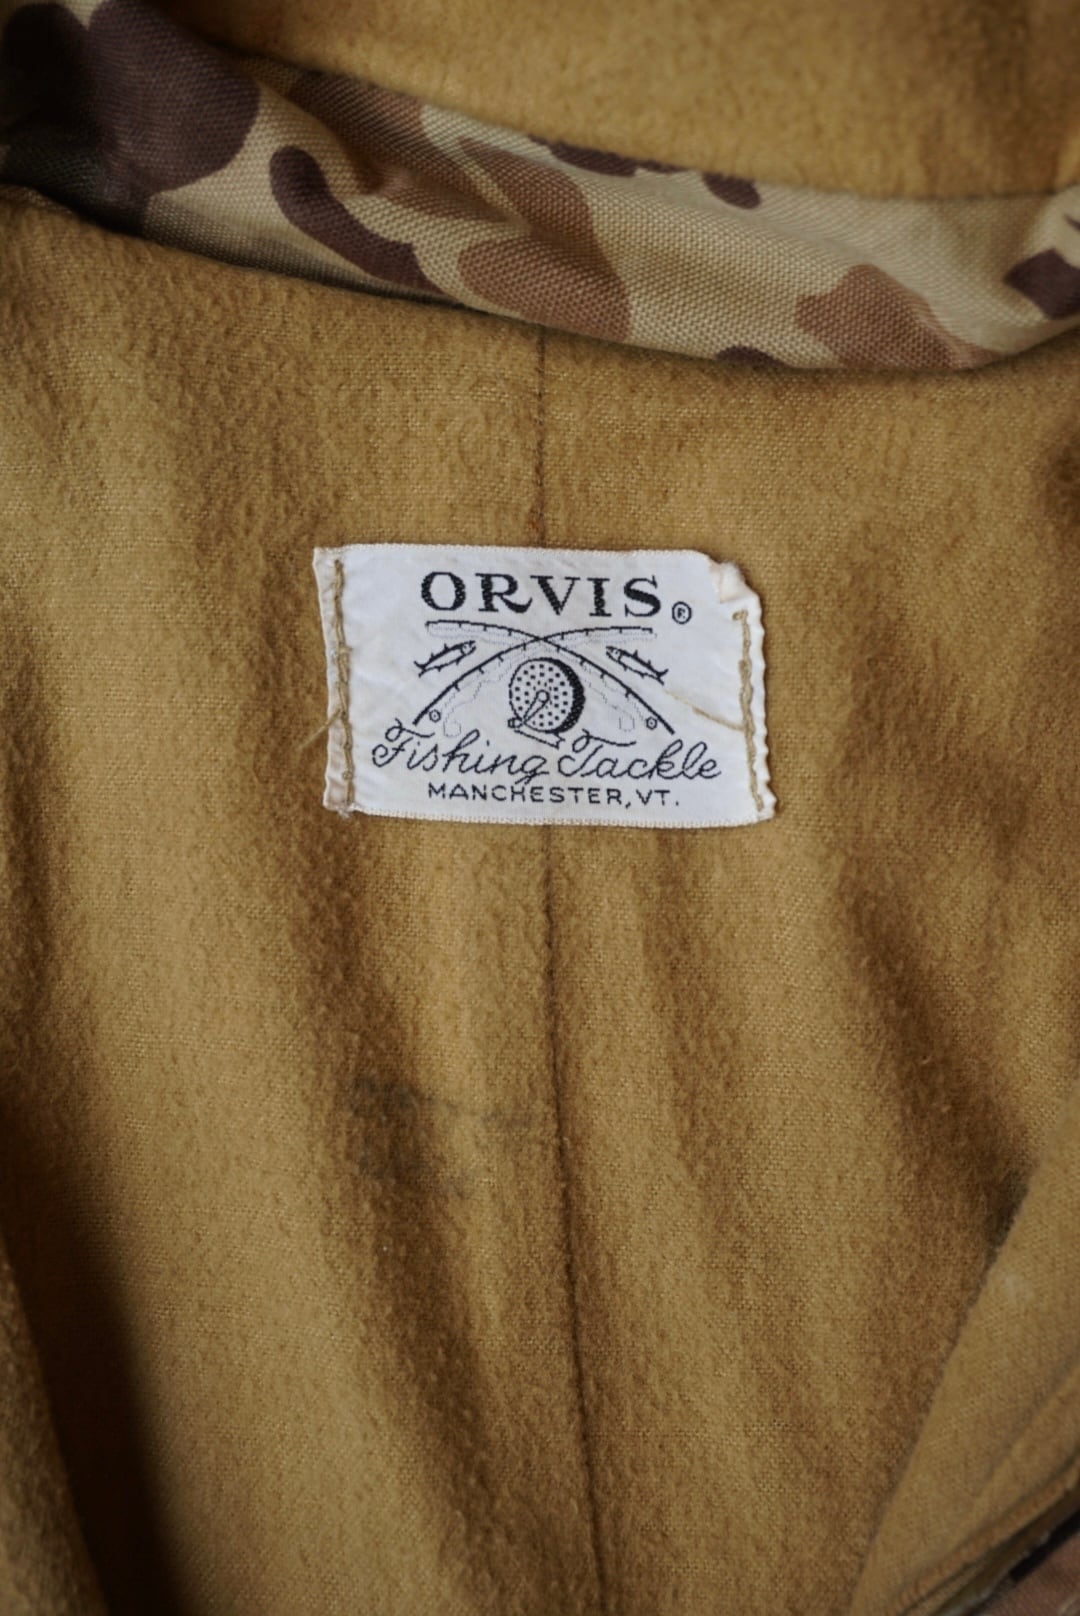 ORVIS®
Fishing Tackle
MANCHESTER, VT.